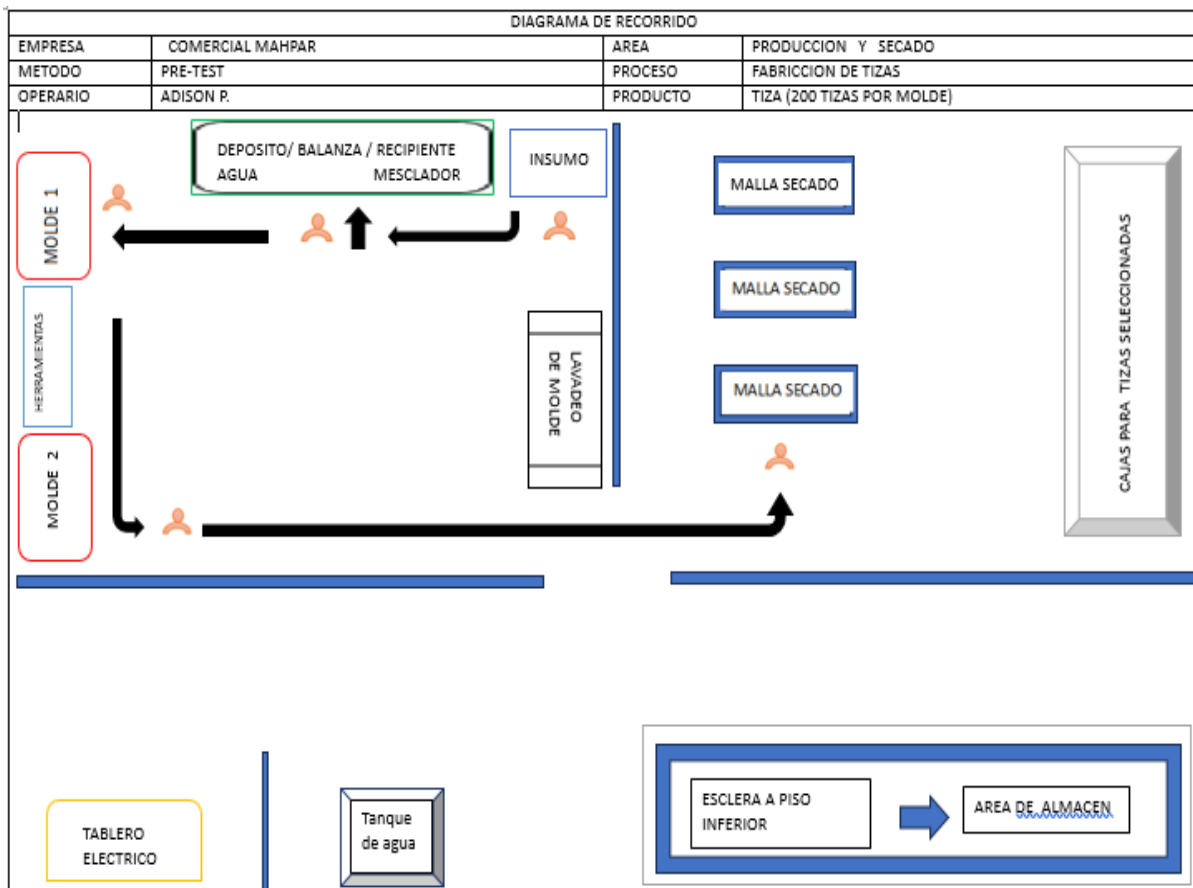 DIAGRAMA DE RECORRIDO
EMPRESA COMERCIAL MAHPAR AREA PRODUCCION Y SECADO
METODO PRE-TEST PROCESO FABRICCION DE TIZAS
OPERARIO ADISON P. PRODUCTO TIZA (200 TIZAS POR MOLDE)
DEPOSITO/ BALANZA / RECIPIENTE
AGUA MESCLADOR
INSUMO
MOLDE 1
HERRAMIENTAS
MOLDE 2
LAVADEO
DE MOLDE
MALLA SECADO
MALLA SECADO
MALLA SECADO
CAJAS PARA TIZAS SELECCIONADAS
TABLERO
ELECTRICO
Tanque
de agua
ESCLERA A PISO
INFERIOR
AREA DE ALMACEN